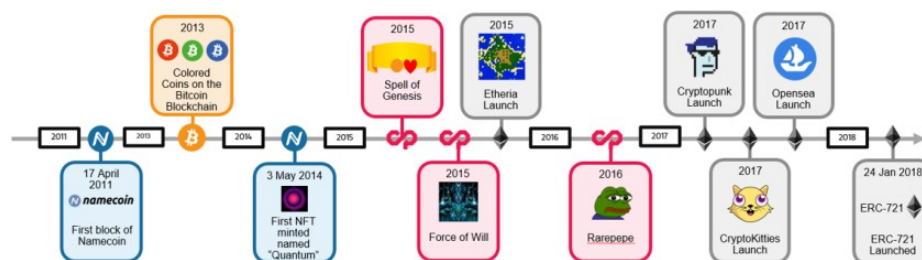 2013
Colored
Coins on the
Bitcoin
Blockchain
2015
Spell of
Genesis
2015
Etheria
Launch
2017
Cryptopunk
Launch
2017
Opensea
Launch
2011
2013
2014
2015
2016
2017
2018
17 April
2011
namecoin
First block of
Namecoin
3 May 2014
First NFT
minted
named
"Quantum"
2015
Force of Will
2016
Rarepepe
2017
CryptoKitties
Launch
24 Jan 2018
ERC-721
ERC-721
Launched